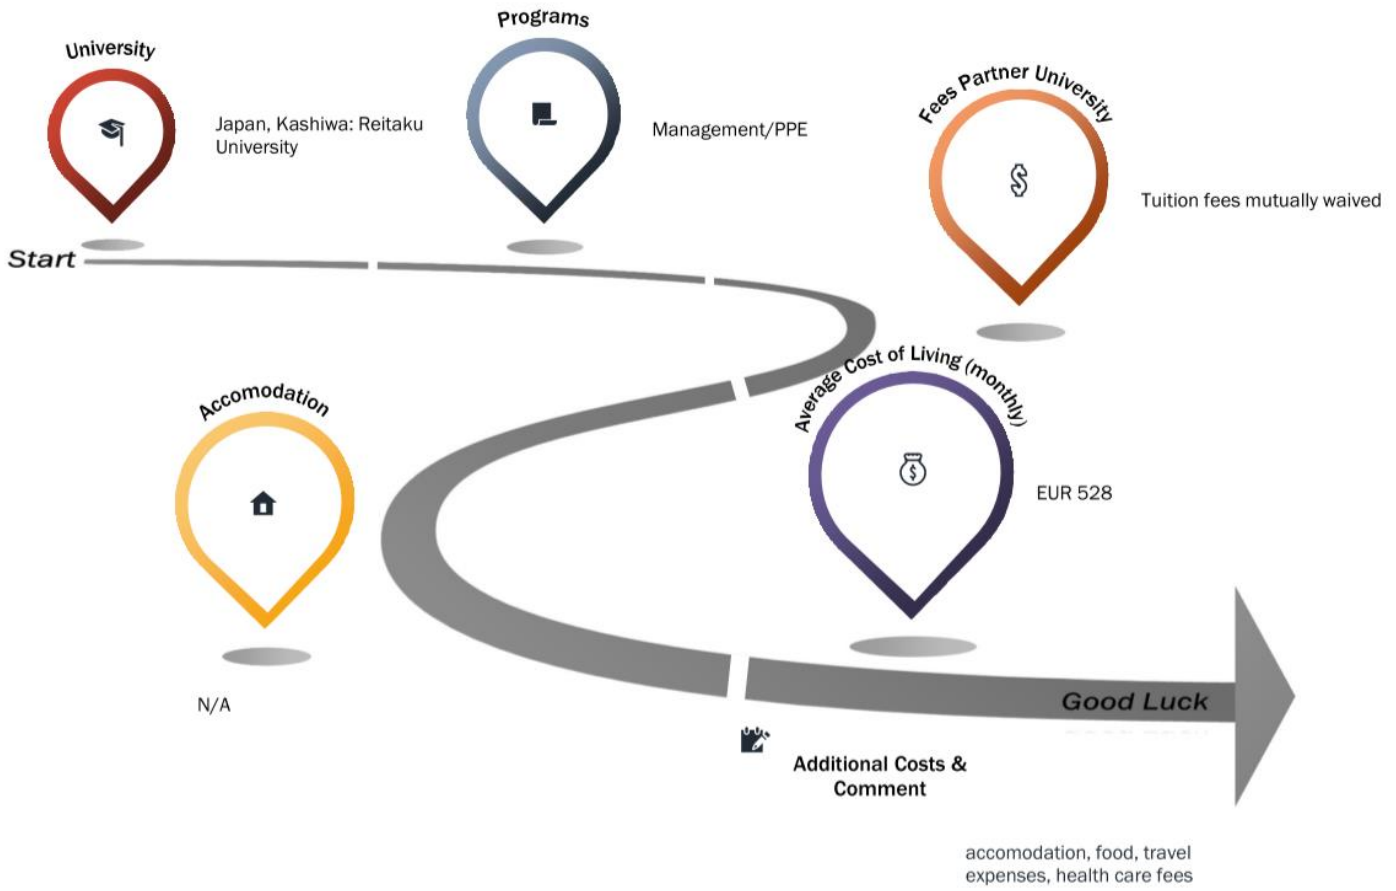 University
Japan, Kashiwa: Reitaku
University
Programs
Management/PPE
Fees Partner University
Tuition fees mutually waived
Start
Average Cost of Living (monthly)
EUR 528
Accomodation
N/A
Good Luck
Additional Costs &
Comment
accomodation, food, travel
expenses, health care fees